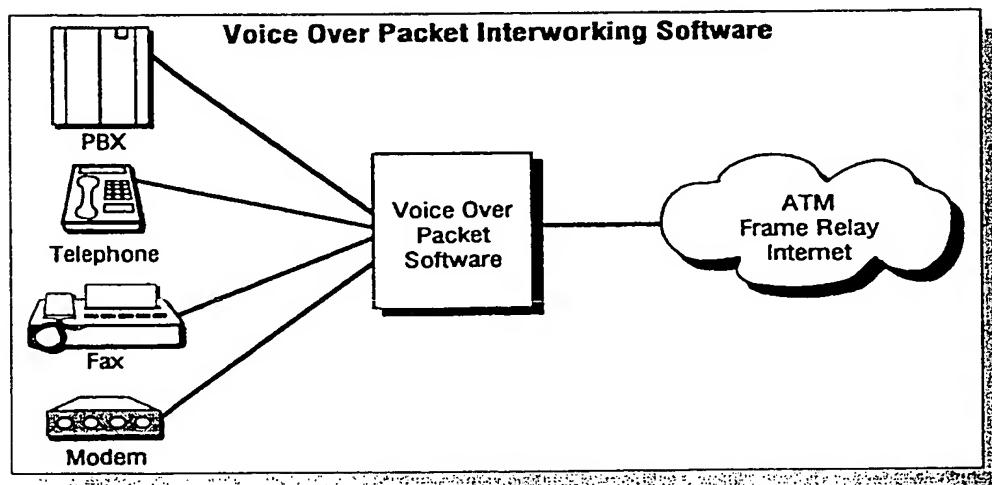 Voice Over Packet Interworking Software
PBX
Telephone
Fax
Modem
Voice Over
Packet
Software
ATM
Frame Relay
Internet